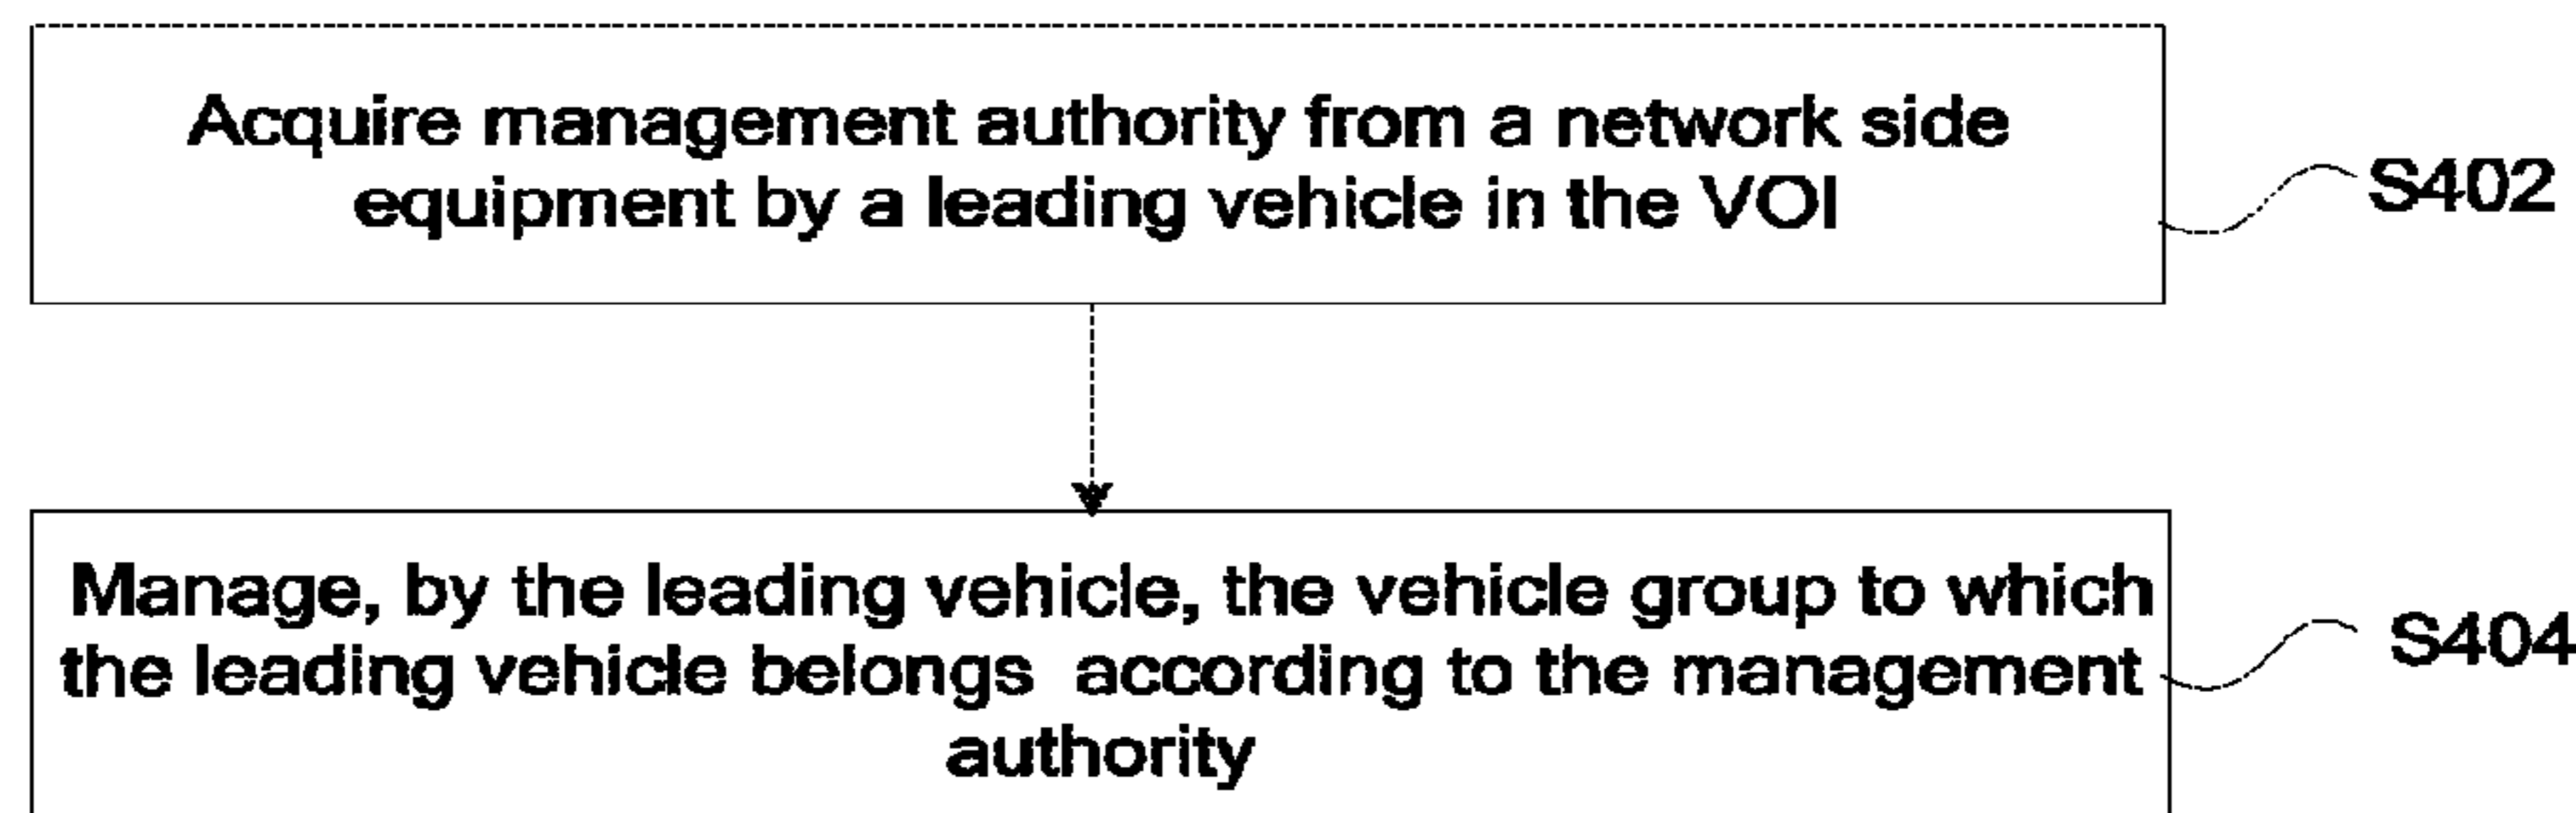 Acquire management authority from a network side
equipment by a leading vehicle in the VOI
S402
Manage, by the leading vehicle, the vehicle group to which
the leading vehicle belongs according to the management
authority
S404